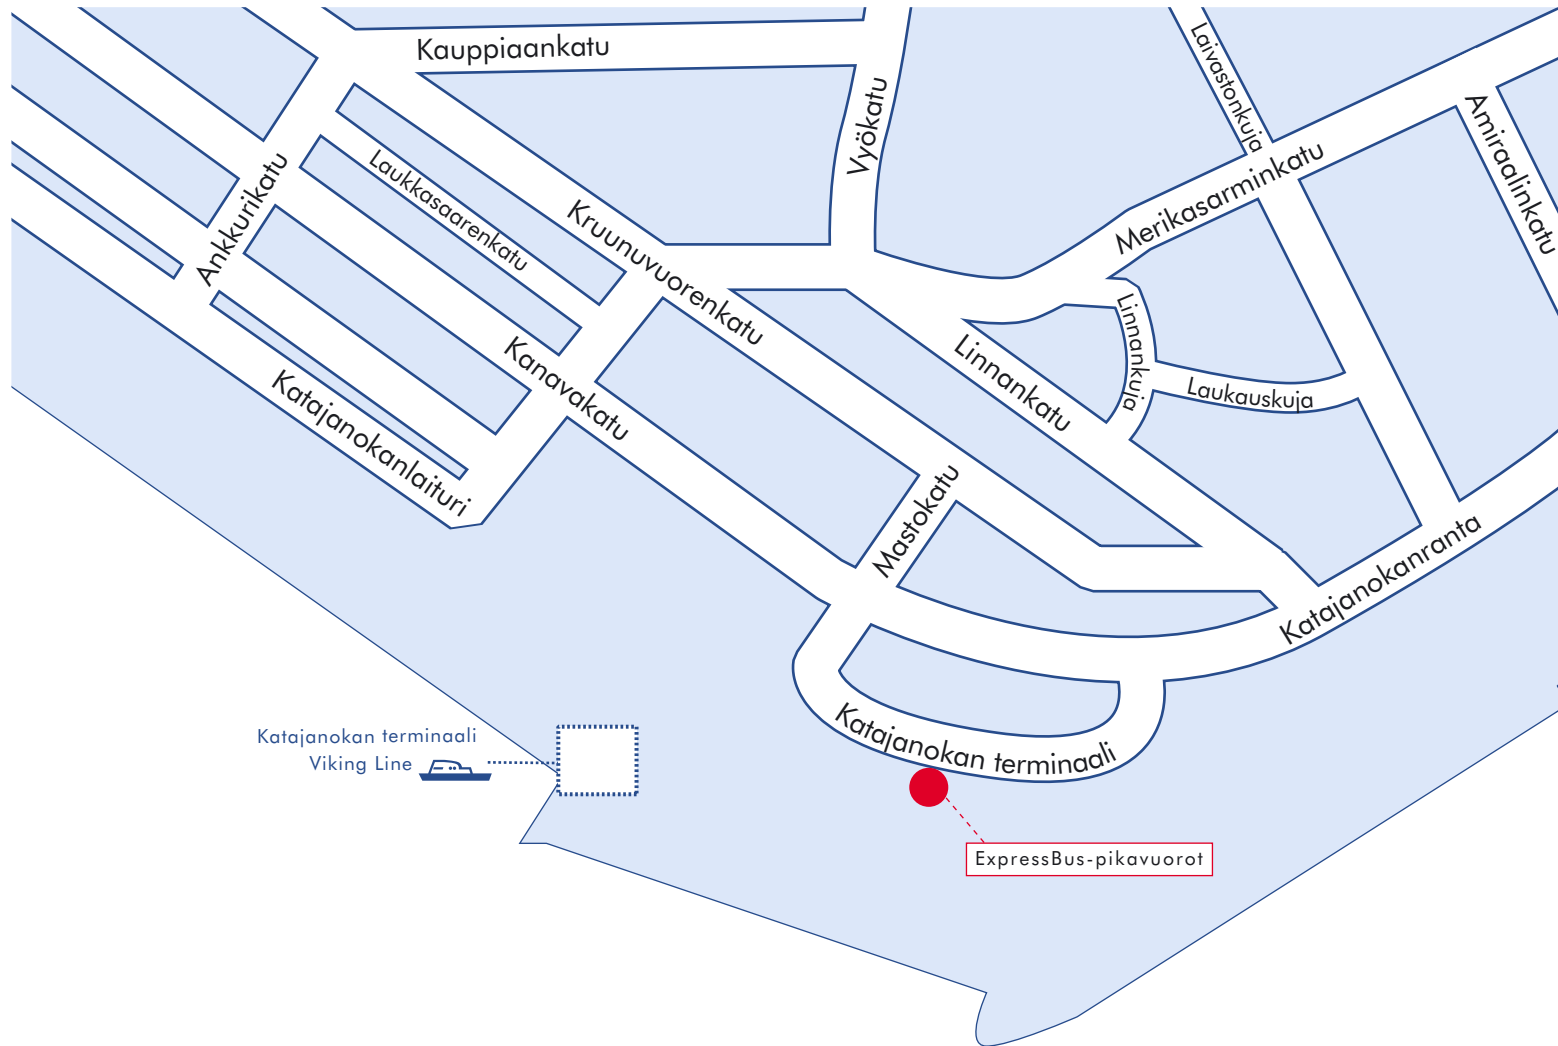 Kauppiaankatu
Laivastonkuja
Vyökatu
Amiraalinkatu
Merikasarminkatu
Ankkurikatu
Laukkasaarenkatu
Kruunuvuorenkatu
Linnankuja
Linnankatu
Laukauskuja
Kanavakatu
Katajanokanlaituri
Mastokatu
Katajanokanranta
Katajanokan terminaali
Katajanokan terminaali
Viking Line
ExpressBus-pikavuorot